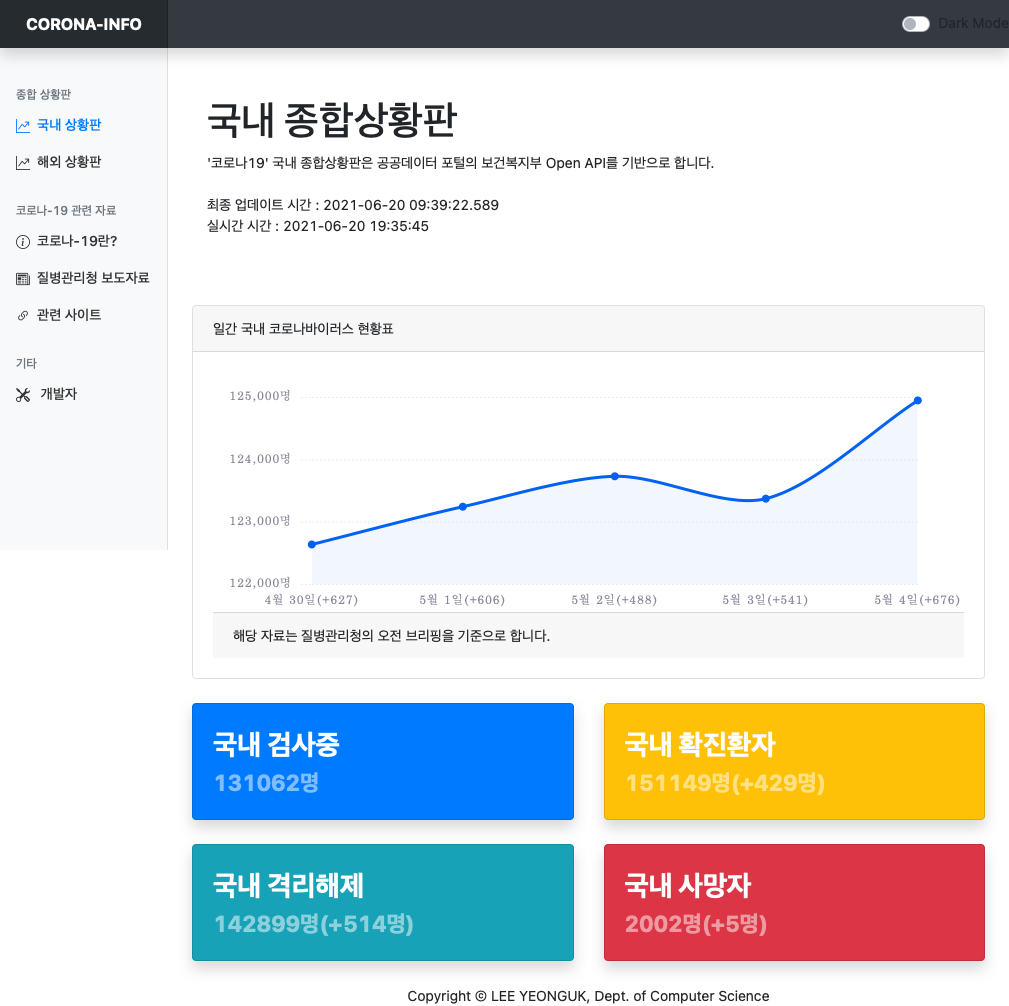 CORONA-INFO
Dark Mode
종합 상황판
국내 상황판
해외 상황판
코로나-19 관련 자료
코로나-19란?
질병관리청 보도자료
관련 사이트
기타
개발자
국내 종합상황판
'코로나19' 국내 종합상황판은 공공데이터 포털의 보건복지부 Open API를 기반으로 합니다.
최종 업데이트 시간 : 2021-06-20 09:39:22.589
실시간 시간 : 2021-06-20 19:35:45
일간 국내 코로나바이러스 현황표
125,000명
124,000명
123,000명
122,000명
4월 30일(+627) 5월 1일(+606) 5월 2일(+488) 5월 3일(+541) 5월 4일(+676)
해당 자료는 질병관리청의 오전 브리핑을 기준으로 합니다.
국내 검사중
131062명
국내 확진환자
151149명(+429명)
국내 격리해제
142899명(+514명)
국내 사망자
2002명(+5명)
Copyright ⓒ LEE YEONGUK, Dept. of Computer Science